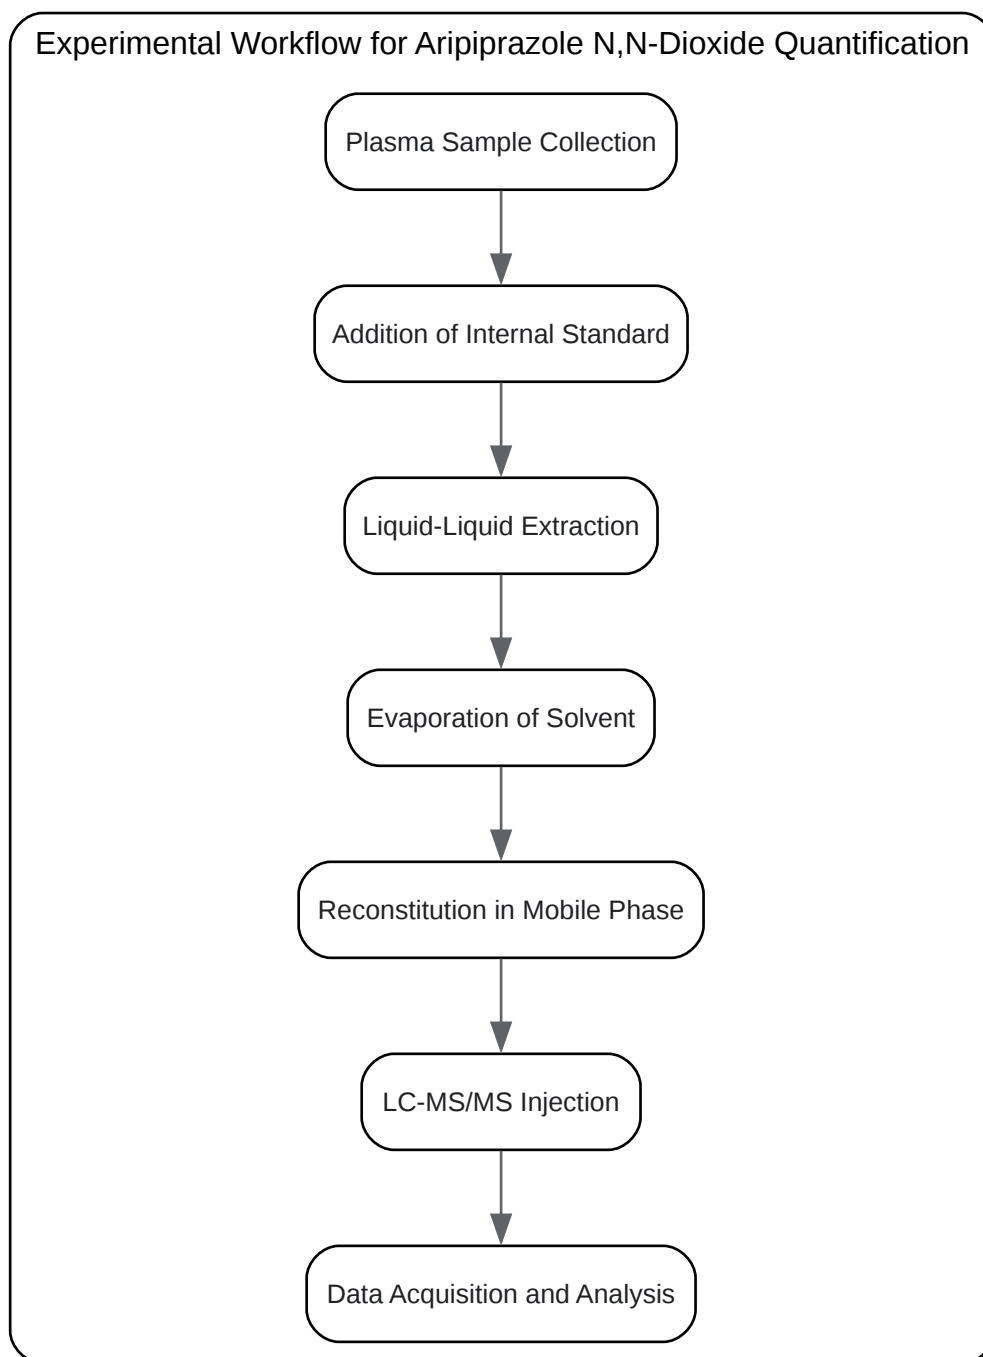 Experimental Workflow for Aripiprazole N,N-Dioxide Quantification
Plasma Sample Collection
Addition of Internal Standard
Liquid-Liquid Extraction
Evaporation of Solvent
Reconstitution in Mobile Phase
LC-MS/MS Injection
Data Acquisition and Analysis